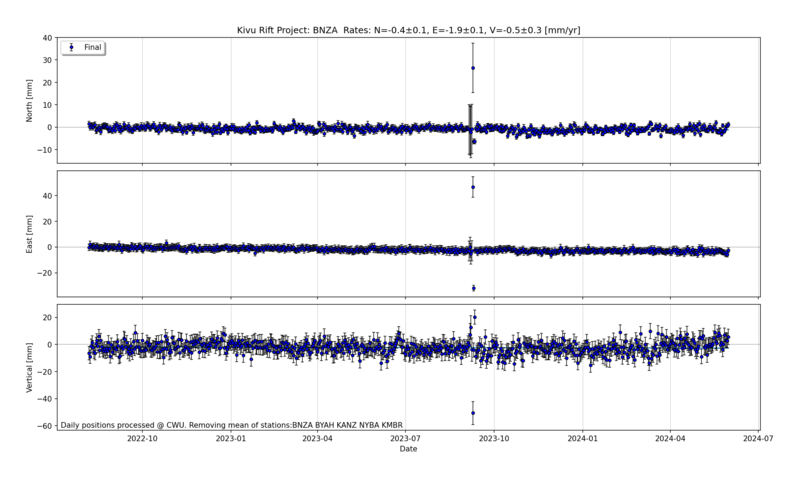 Kivu Rift Project: BNZA  Rates: N=-0.4±0.1, E=-1.9±0.1, V=-0.5±0.3 [mm/yr]
Final
North [mm]
40
30
20
10
0
−10
East [mm]
40
20
0
−20
Vertical [mm]
20
0
−20
−40
−60
Daily positions processed @ CWU. Removing mean of stations:BNZA BYAH KANZ NYBA KMBR
2022-10 2023-01 2023-04 2023-07 2023-10 2024-01 2024-04 2024-07
Date